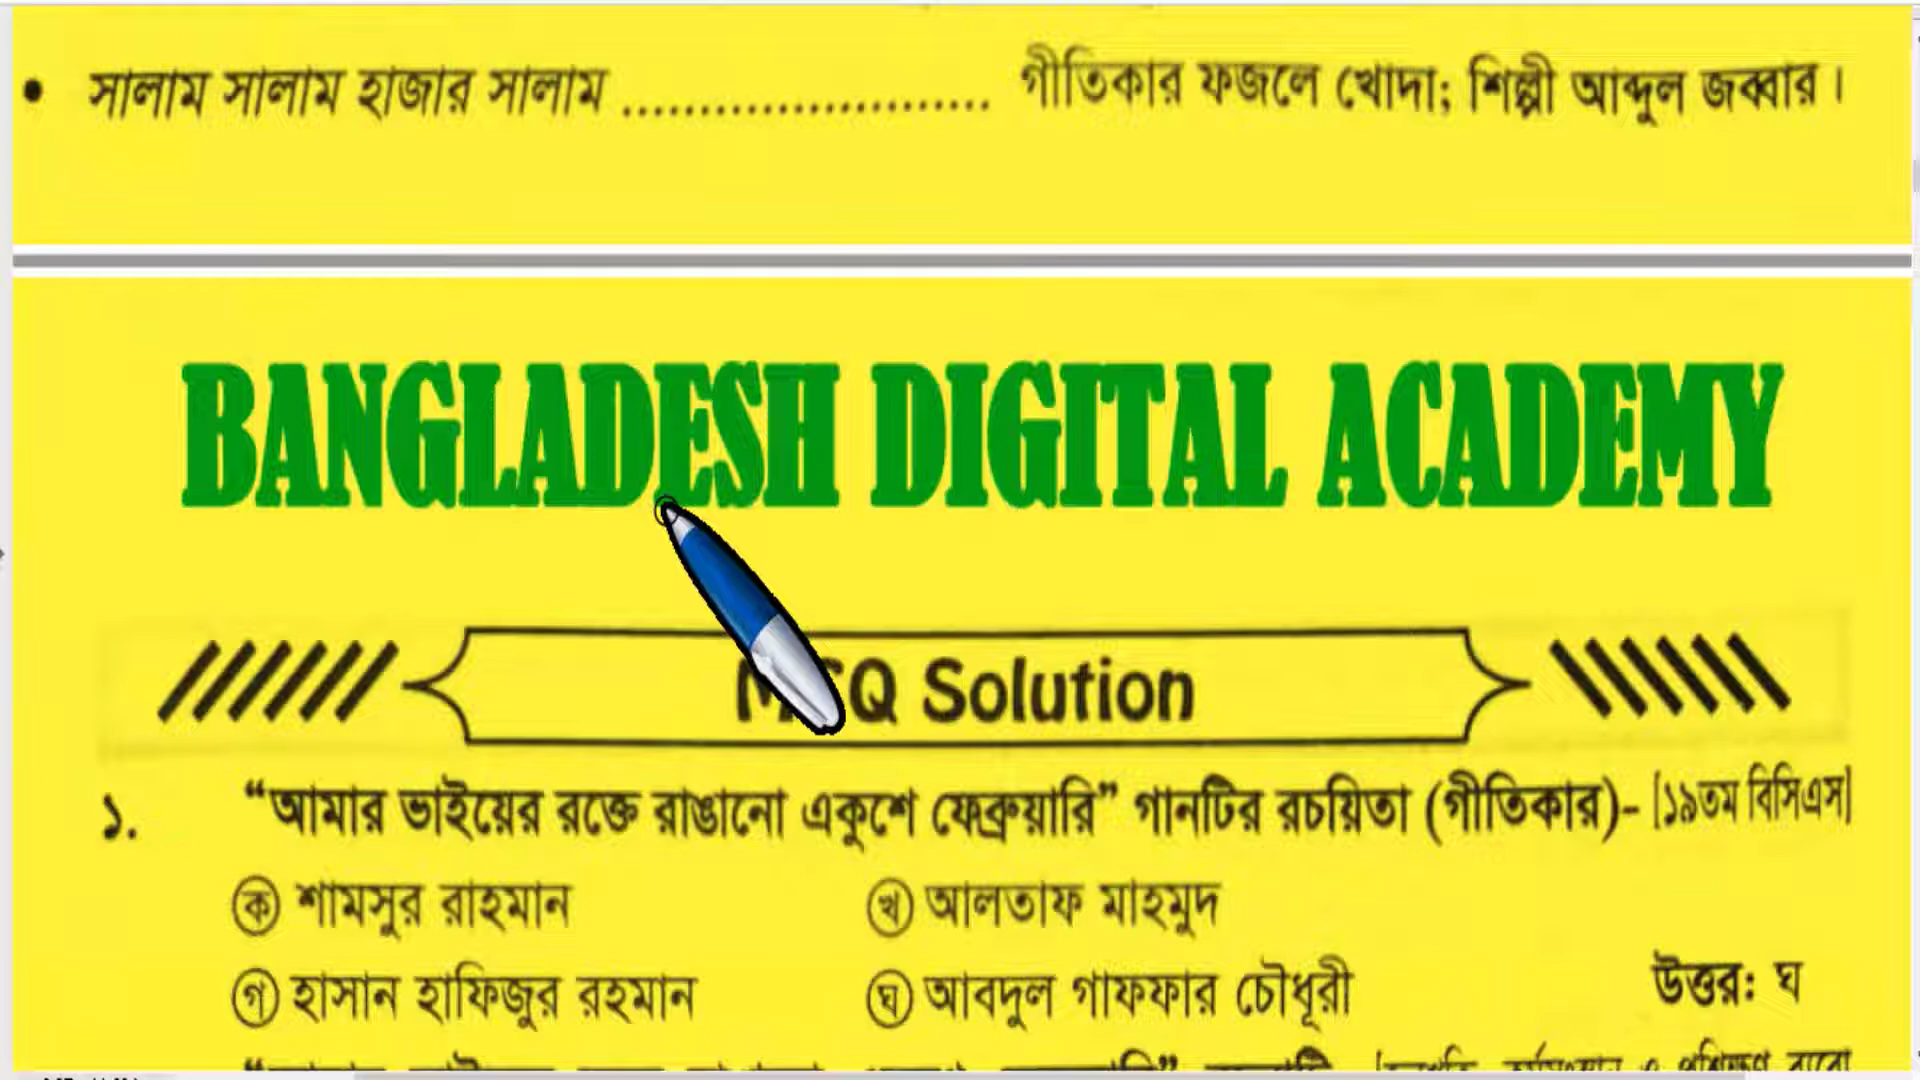 • সালাম সালাম হাজার সালাম ........................ গীতিকার ফজলে খোদা; শিল্পী আব্দুল জব্বার।
BANGLADESH DIGITAL ACADEMY
MCQ Solution
১. “আমার ভাইয়ের রক্তে রাঙানো একুশে ফেব্রুয়ারি” গানটির রচয়িতা (গীতিকার)- [১৯তম বিসিএস]
ক শামসুর রাহমান খ আলতাফ মাহমুদ
গ হাসান হাফিজুর রহমান ঘ আবদুল গাফফার চৌধূরী উত্তর: ঘ